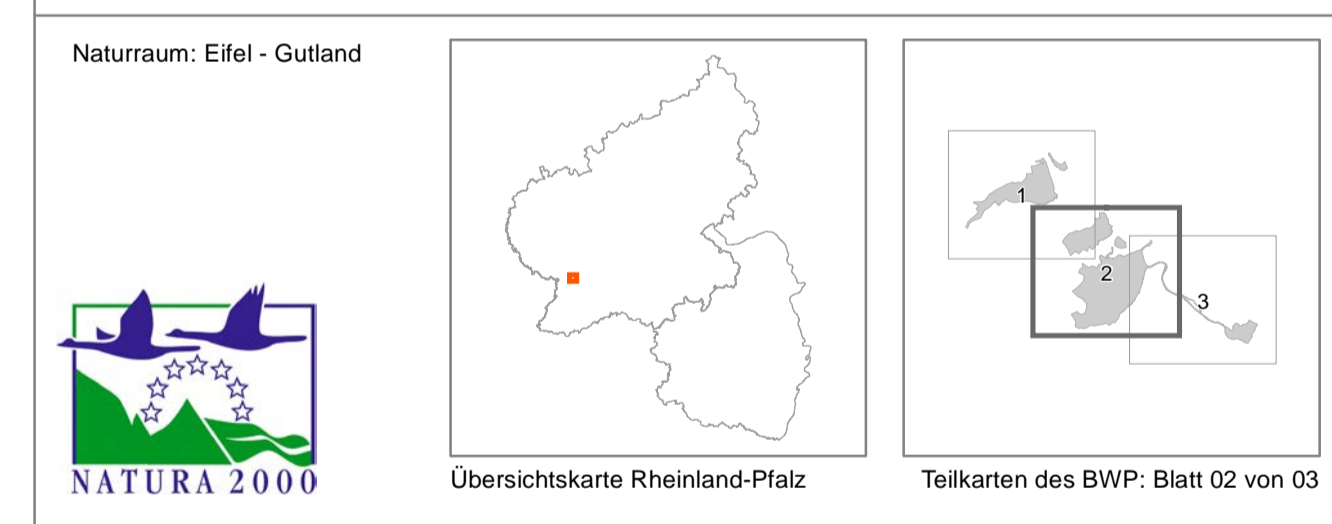 Naturraum: Eifel - Gutland
1
2
3
NATURA 2000
Übersichtskarte Rheinland-Pfalz
Teilkarten des BWP: Blatt 02 von 03